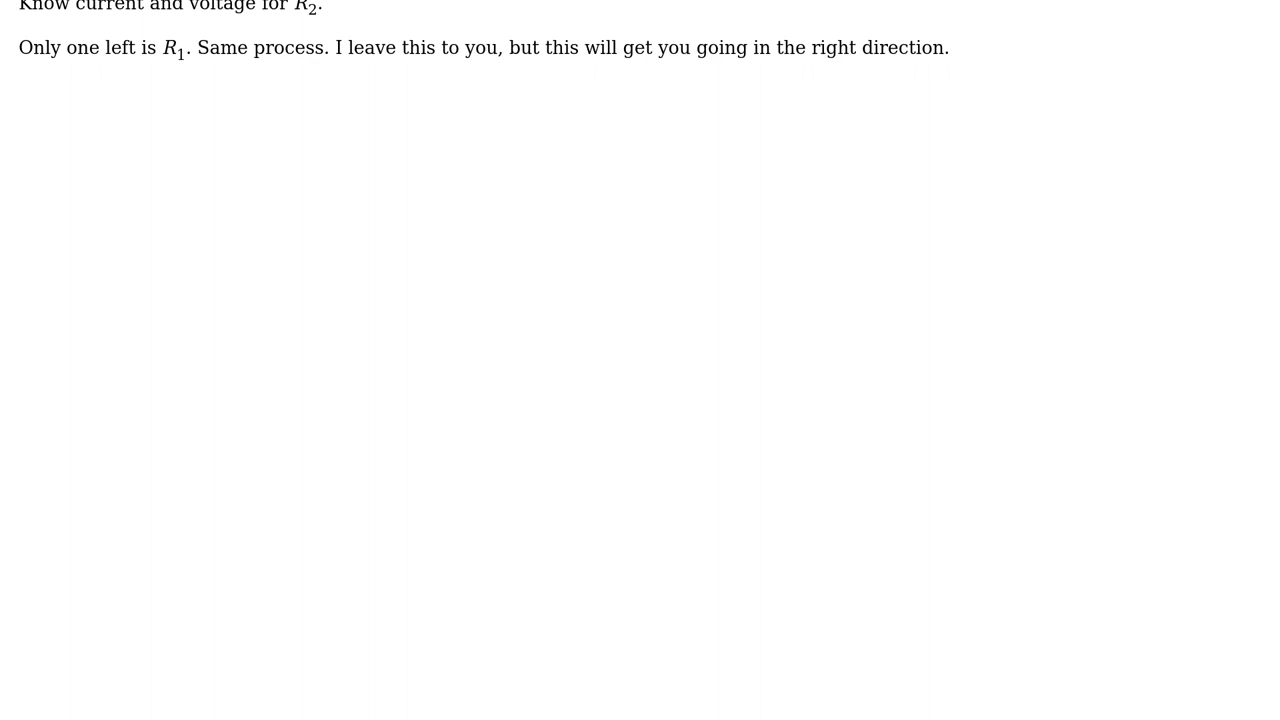 Know current and voltage for R2.
Only one left is R1. Same process. I leave this to you, but this will get you going in the right direction.